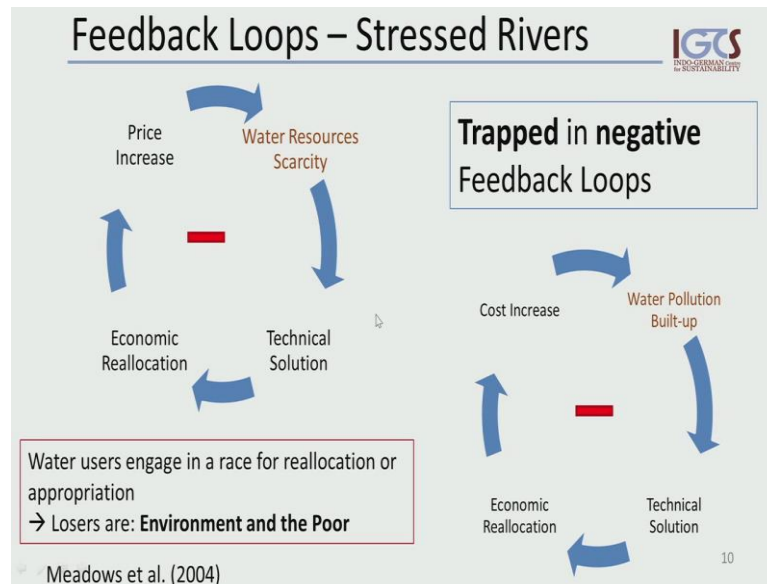 Feedback Loops – Stressed Rivers
IGCS
INDO-GERMAN Centre
for SUSTAINABILITY
Price
Increase
Water Resources
Scarcity
Technical
Solution
Economic
Reallocation
Trapped in negative
Feedback Loops
Cost Increase
Water Pollution
Built-up
Technical
Solution
Economic
Reallocation
Water users engage in a race for reallocation or
appropriation
→ Losers are: Environment and the Poor
Meadows et al. (2004)
10